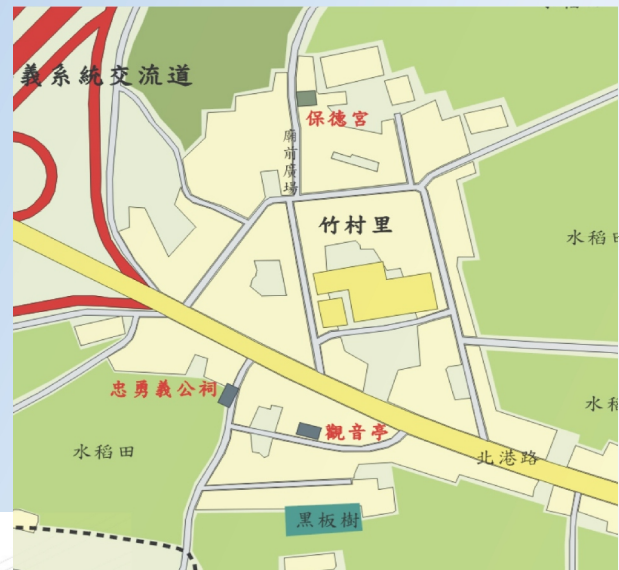 義系統交流道
保德宮
廟前廣場
竹村里
水稻田
忠勇義公祠
觀音亭
水稻
水稻田
北港路
黑板樹